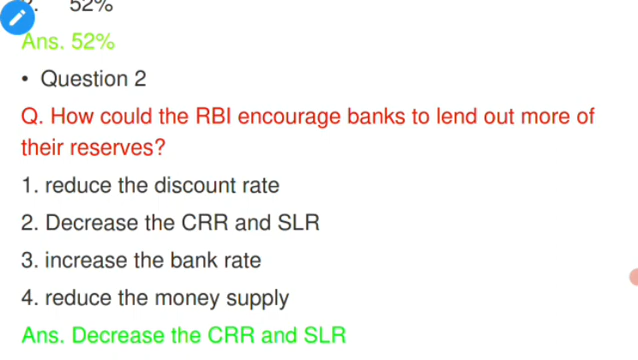 52%
Ans. 52%
• Question 2
Q. How could the RBI encourage banks to lend out more of
their reserves?
1. reduce the discount rate
2. Decrease the CRR and SLR
3. increase the bank rate
4. reduce the money supply
Ans. Decrease the CRR and SLR